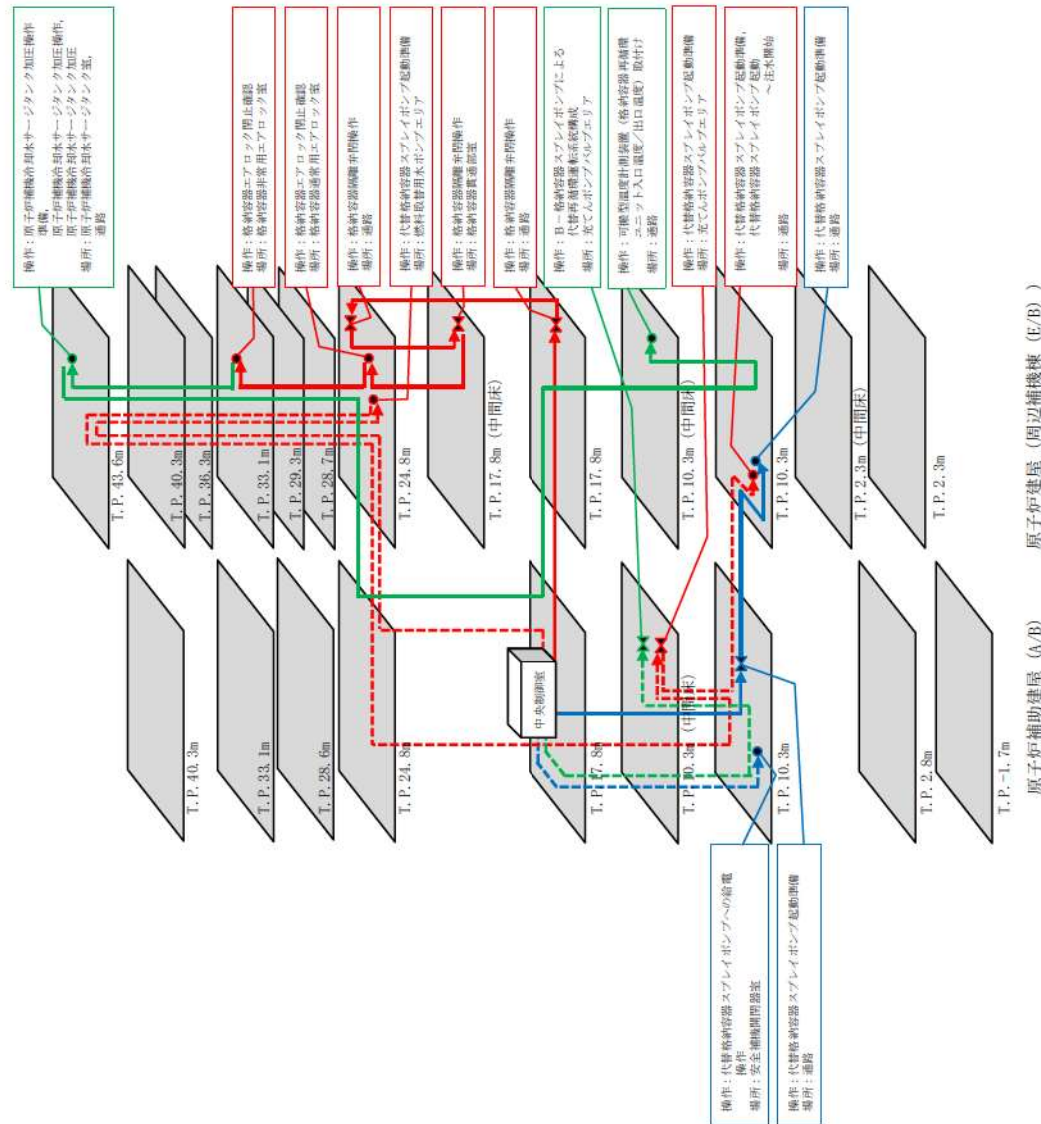 操作：原子炉補機冷却水サージタンク加圧操作
準備,
原子炉補機冷却水サージタンク加圧操作,
原子炉補機冷却水サージタンク加圧
場所：原子炉補機冷却水サージタンク室,
通路
操作：格納容器エアロック閉止確認
場所：格納容器非常用エアロック室
操作：格納容器エアロック閉止確認
場所：格納容器通常用エアロック室
操作：格納容器隔離弁閉操作
場所：通路
操作：代替格納容器スプレイポンプ起動準備
場所：燃料取替用水ポンプエリア
操作：格納容器隔離弁閉操作
場所：格納容器貫通部室
操作：格納容器隔離弁閉操作
場所：通路
操作：B－格納容器スプレイポンプによる
代替再循環運転系統構成
場所：充てんポンプバルブエリア
操作：可搬型温度計測装置（格納容器再循環
ユニット入口温度／出口温度）取付け
場所：通路
操作：代替格納容器スプレイポンプ起動準備
場所：充てんポンプバルブエリア
操作：代替格納容器スプレイポンプ起動準備,
代替格納容器スプレイポンプ起動
～注水開始
場所：通路
操作：代替格納容器スプレイポンプ起動準備
場所：通路
T.P.43.6m
T.P.40.3m
T.P.36.3m
T.P.33.1m
T.P.29.3m
T.P.28.7m
T.P.24.8m
T.P.17.8m（中間床）
T.P.17.8m
T.P.10.3m（中間床）
T.P.10.3m
T.P.2.3m（中間床）
T.P.2.3m
原子炉建屋（周辺補機棟（E/B））
T.P.40.3m
T.P.33.1m
T.P.28.6m
T.P.24.8m
中央制御室
T.P.17.8m
T.P.10.3m（中間床）
T.P.10.3m
T.P.2.8m
T.P.-1.7m
原子炉補助建屋（A/B）
操作：代替格納容器スプレイポンプへの給電
操作
場所：安全補機開閉器室
操作：代替格納容器スプレイポンプ起動準備
場所：通路